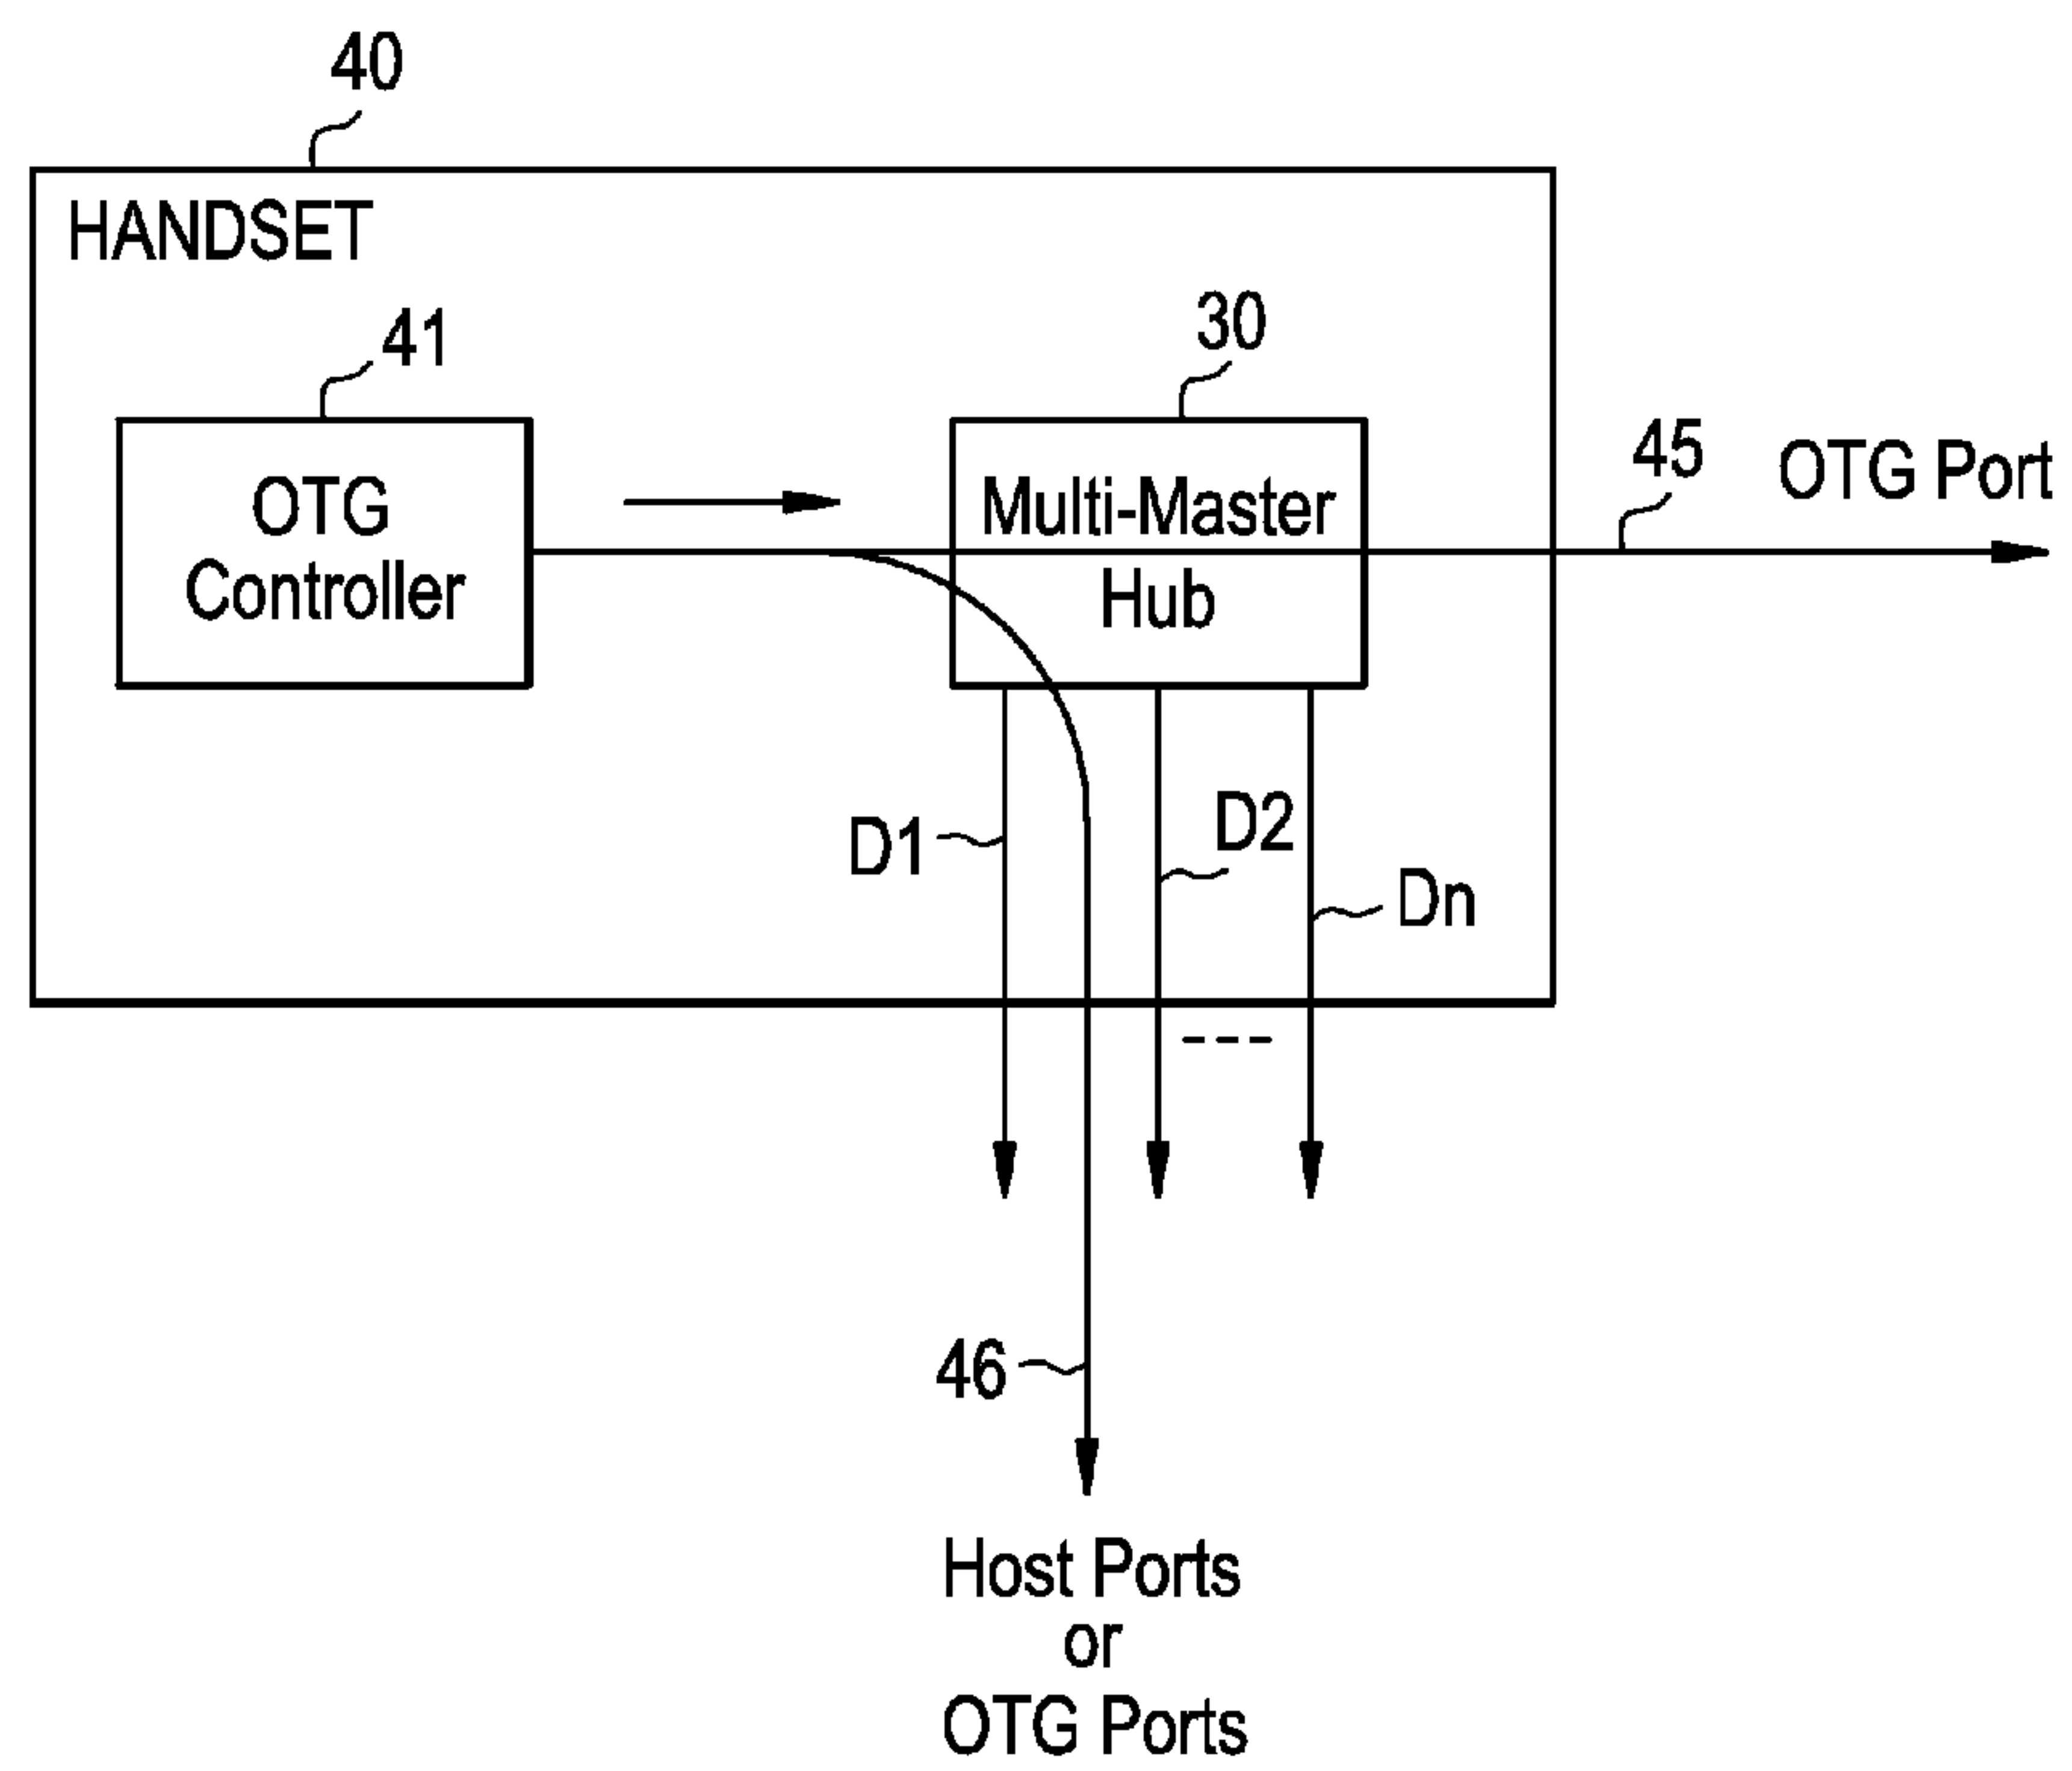 40
HANDSET
41
30
45
OTG Port
OTG
Controller
Multi-Master
Hub
D1
D2
Dn
46
Host Ports
or
OTG Ports